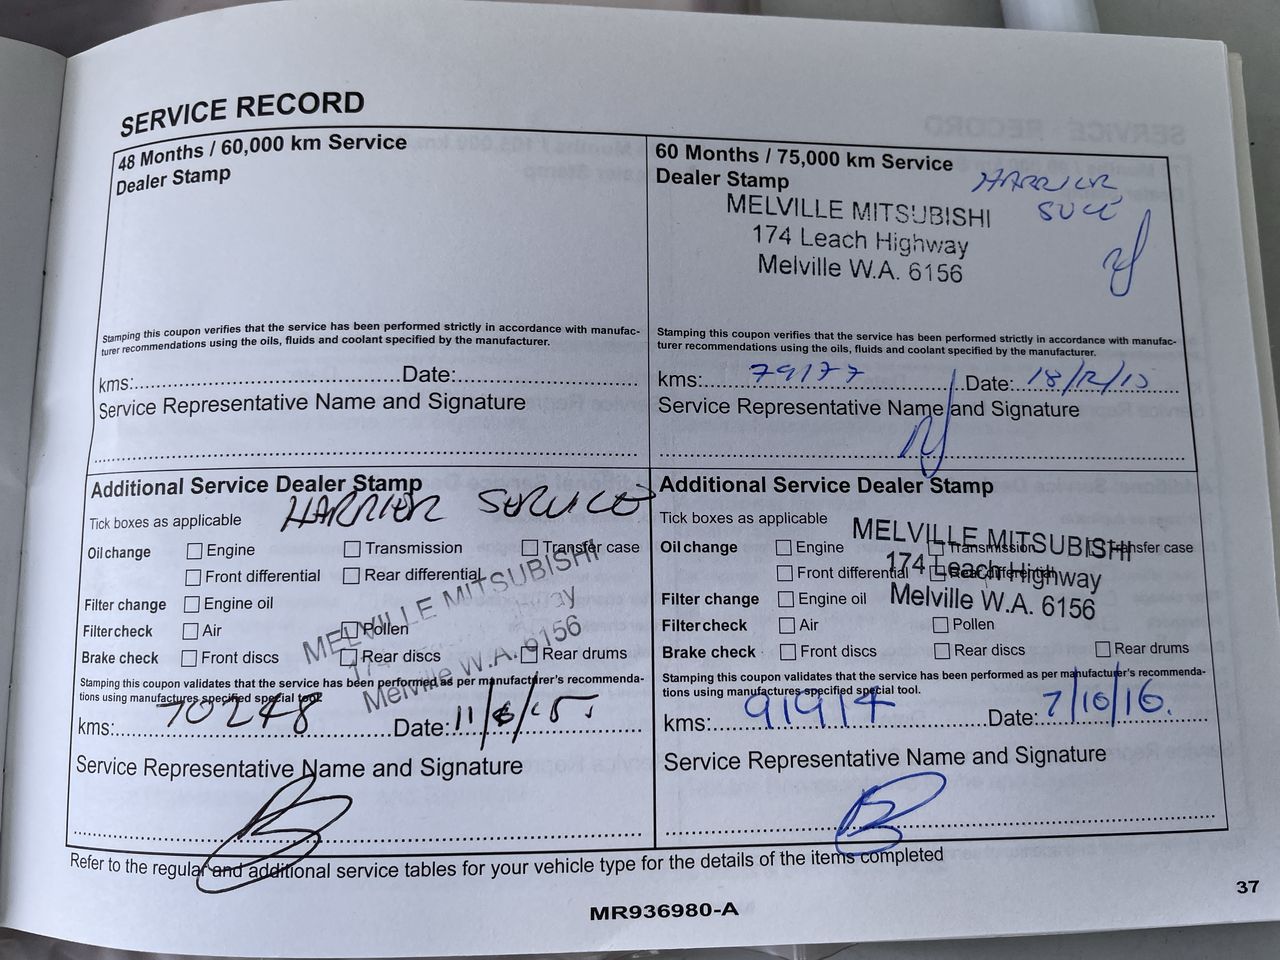 SERVICE RECORD
48 Months / 60,000 km Service
Dealer Stamp
Stamping this coupon verifies that the service has been performed strictly in accordance with manufac-
turer recommendations using the oils, fluids and coolant specified by the manufacturer.
kms:.......... Date:..........
Service Representative Name and Signature
60 Months / 75,000 km Service
Dealer Stamp
HARRIER
MELVILLE MITSUBISHI
174 Leach Highway
Melville W.A. 6156
Stamping this coupon verifies that the service has been performed strictly in accordance with manufac-
turer recommendations using the oils, fluids and coolant specified by the manufacturer.
kms: 79177 Date: 18/12/15
Service Representative Name and Signature
Additional Service Dealer Stamp
HARRIER SERVICE
Tick boxes as applicable
Oil change Engine Transmission Transfer case
Front differential Rear differential
Filter change Engine oil
Filter check Air Pollen
Brake check Front discs Rear discs Rear drums
MELVILLE MITSUBISHI
Melville W.A. 6156
Stamping this coupon validates that the service has been performed as per manufactuer's recommenda-
tions using manufactures specified special tool.
kms: 70248 Date: 11/6/15
Service Representative Name and Signature
Additional Service Dealer Stamp
Tick boxes as applicable
MELVILLE MITSUBISHI
174 Leach Highway
Melville W.A. 6156
Oil change Engine Transmission Transfer case
Front differential Rear differential
Filter change Engine oil
Filter check Air Pollen
Brake check Front discs Rear discs Rear drums
Stamping this coupon validates that the service has been performed as per manufactuer's recommenda-
tions using manufactures specified special tool.
kms: 91914 Date: 7/10/16.
Service Representative Name and Signature
Refer to the regular and additional service tables for your vehicle type for the details of the items completed
37
MR936980-A